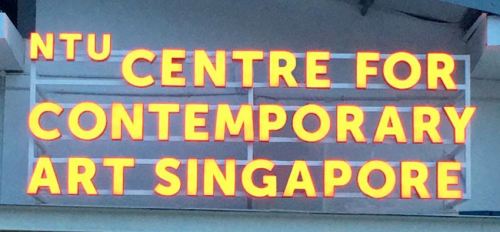 NTU CENTRE FOR
CONTEMPORARY
ART SINGAPORE